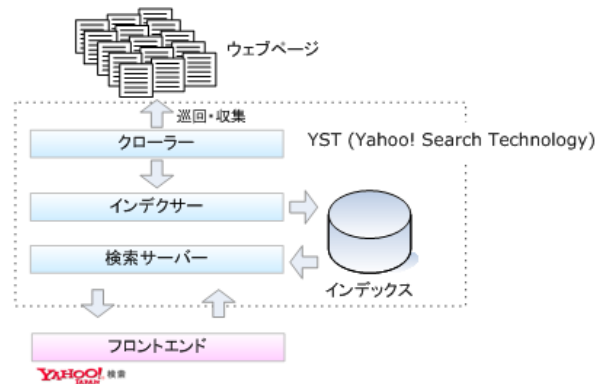 ウェブページ
巡回・収集
クローラー
YST (Yahoo! Search Technology)
インデクサー
検索サーバー
インデックス
フロントエンド
YAHOO! 検索
JAPAN